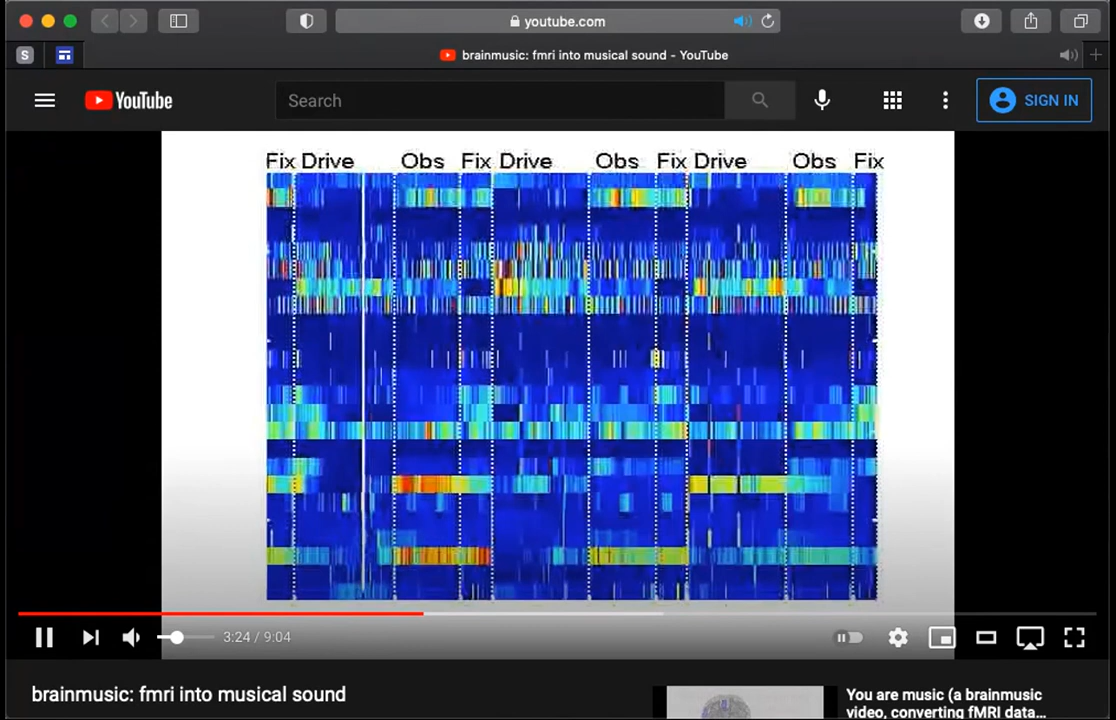 youtube.com
S
brainmusic: fmri into musical sound - YouTube
YouTube
Search
SIGN IN
Fix Drive Obs Fix Drive Obs Fix Drive Obs Fix
3:24 / 9:04
brainmusic: fmri into musical sound
You are music (a brainmusic
video, converting fMRI data...